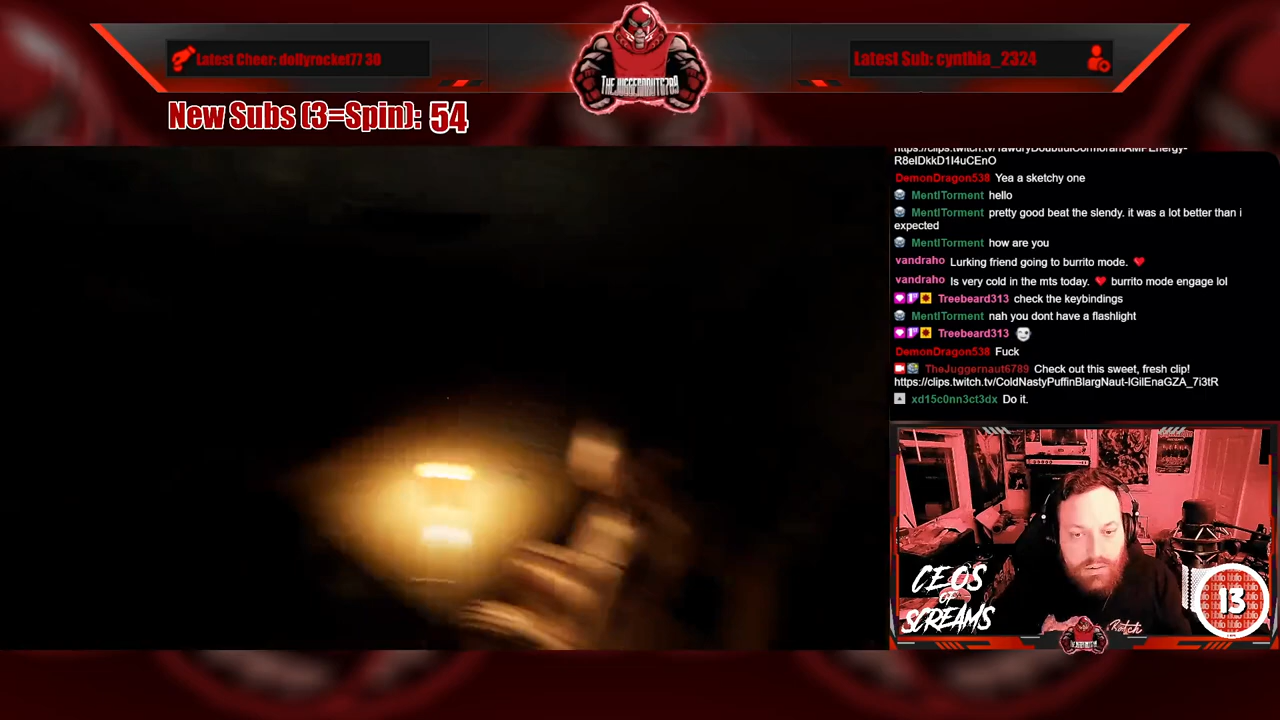 Latest Cheer: dollyrocket77 30
THEJUGGERNAUT6789
Latest Sub: cynthia_2324
New Subs (3=Spin): 54
R8eIDkkD1I4uCEnO
DemonDragon538 Yea a sketchy one
MentlTorment hello
MentlTorment pretty good beat the slendy. it was a lot better than i
expected
MentlTorment how are you
vandraho Lurking friend going to burrito mode.
vandraho Is very cold in the mts today. burrito mode engage lol
Treebeard313 check the keybindings
MentlTorment nah you dont have a flashlight
Treebeard313
DemonDragon538 Fuck
TheJuggernaut6789 Check out this sweet, fresh clip!
https://clips.twitch.tv/ColdNastyPuffinBlargNaut-IGilEnaGZA_7i3tR
xd15c0nn3ct3dx Do it.
CEOS
OF
SCREAMS
13